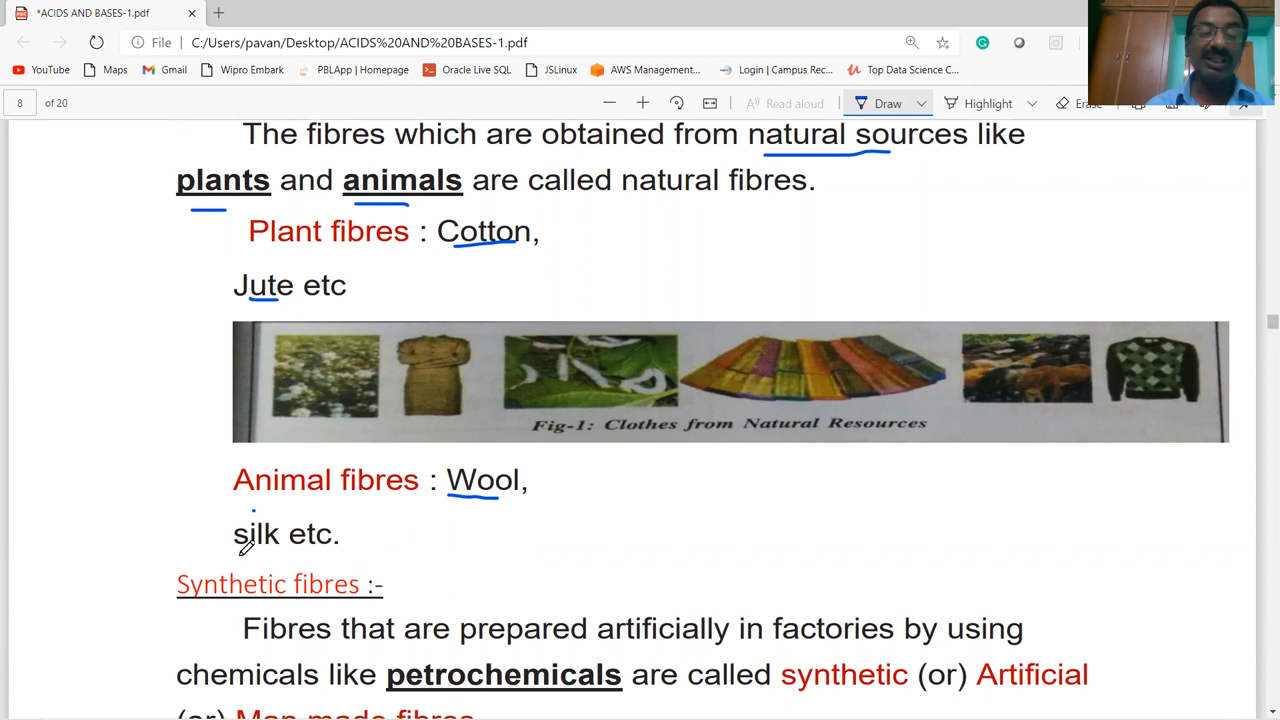 *ACIDS AND BASES-1.pdf
File C:/Users/pavan/Desktop/ACIDS%20AND%20BASES-1.pdf
YouTube Maps Gmail Wipro Embark PBLApp | Homepage Oracle Live SQL JSLinux AWS Management... Login | Campus Rec... Top Data Science C...
8 of 20 Read aloud Draw Highlight Erase
The fibres which are obtained from natural sources like
plants and animals are called natural fibres.
Plant fibres : Cotton,
Jute etc
Fig-1: Clothes from Natural Resources
Animal fibres : Wool,
silk etc.
Synthetic fibres :-
Fibres that are prepared artificially in factories by using
chemicals like petrochemicals are called synthetic (or) Artificial
(or) Man made fibres